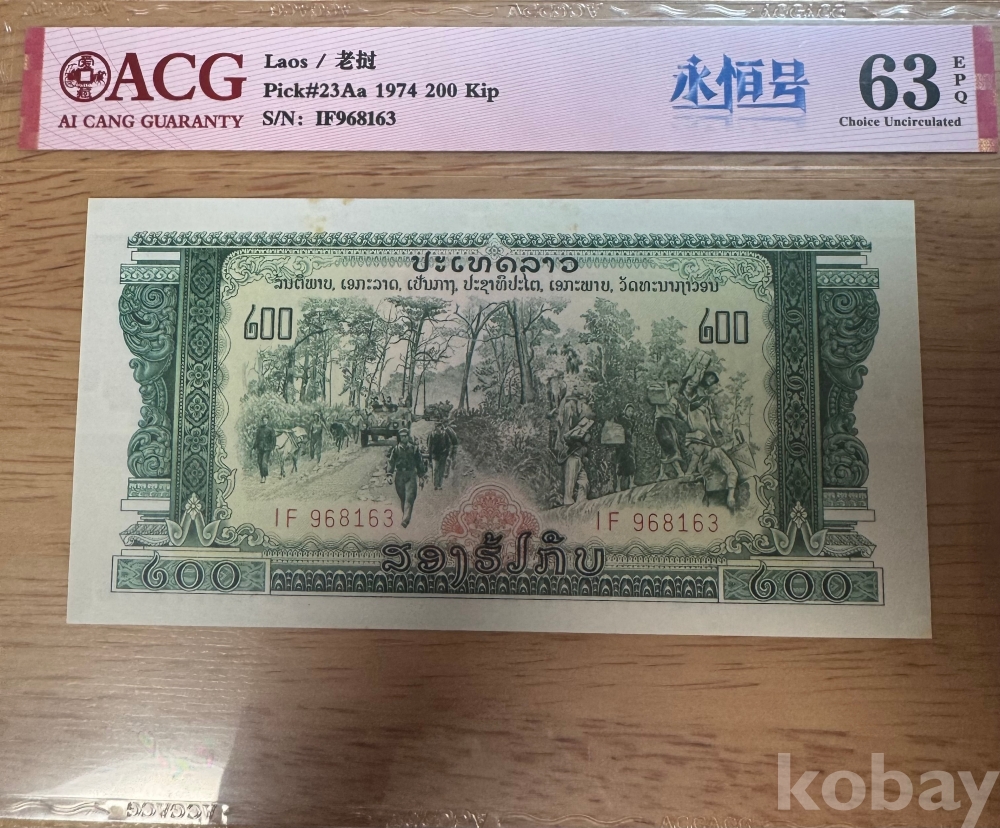 ACG
AI CANG GUARANTY
Laos / 老挝
Pick#23Aa 1974 200 Kip
S/N: IF968163
永恒号
63
EPQ
Choice Uncirculated
ປະເທດລາວ
ສັນຕິພາບ, ເອກະລາດ, ເປັນກາງ, ປະຊາທິປະໄຕ, ເອກະພາບ, ວັດທະນາຖາວອນ
໒໐໐ ໒໐໐
IF 968163 IF 968163
ສອງຮ້ອຍກີບ
໒໐໐ ໒໐໐
ACG
kobay